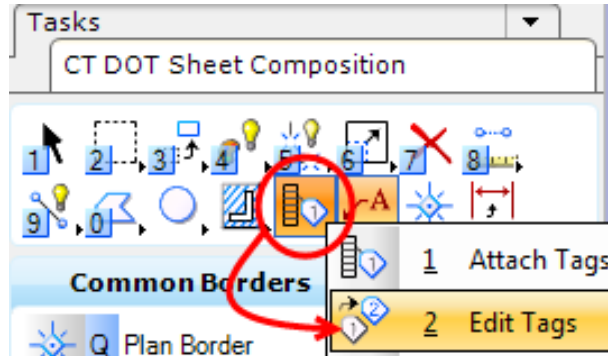 Tasks
CT DOT Sheet Composition
1 2 3 4 5 6 7 8
9 0 1 A
1 Attach Tags
Common Borders
2 Edit Tags
Q Plan Border